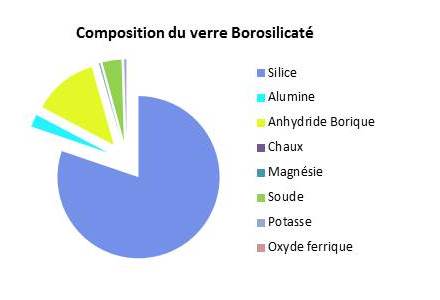 Composition du verre Borosilicaté
Silice
Alumine
Anhydride Borique
Chaux
Magnésie
Soude
Potasse
Oxyde ferrique